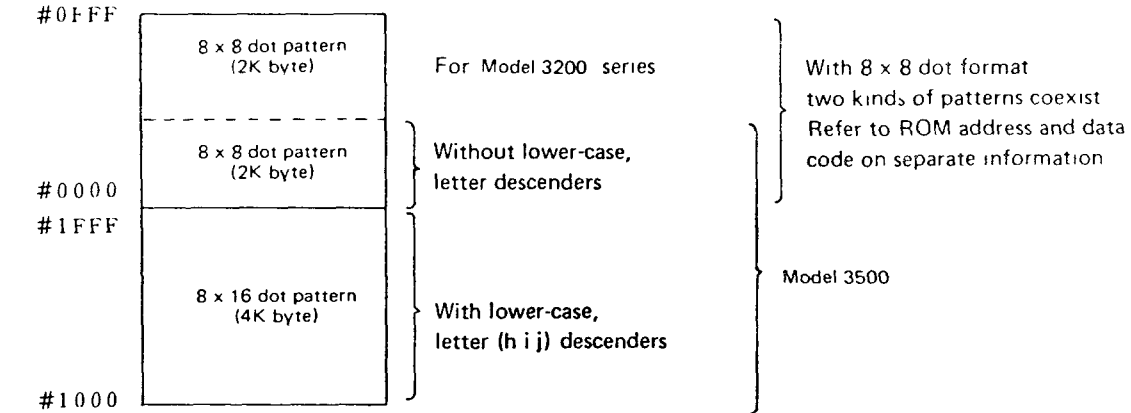 #0FFF
8 x 8 dot pattern
(2K byte)
For Model 3200 series
With 8 x 8 dot format
two kinds of patterns coexist
Refer to ROM address and data
code on separate information
8 x 8 dot pattern
(2K byte)
Without lower-case,
letter descenders
#0000
#1FFF
Model 3500
8 x 16 dot pattern
(4K byte)
With lower-case,
letter (h i j) descenders
#1000